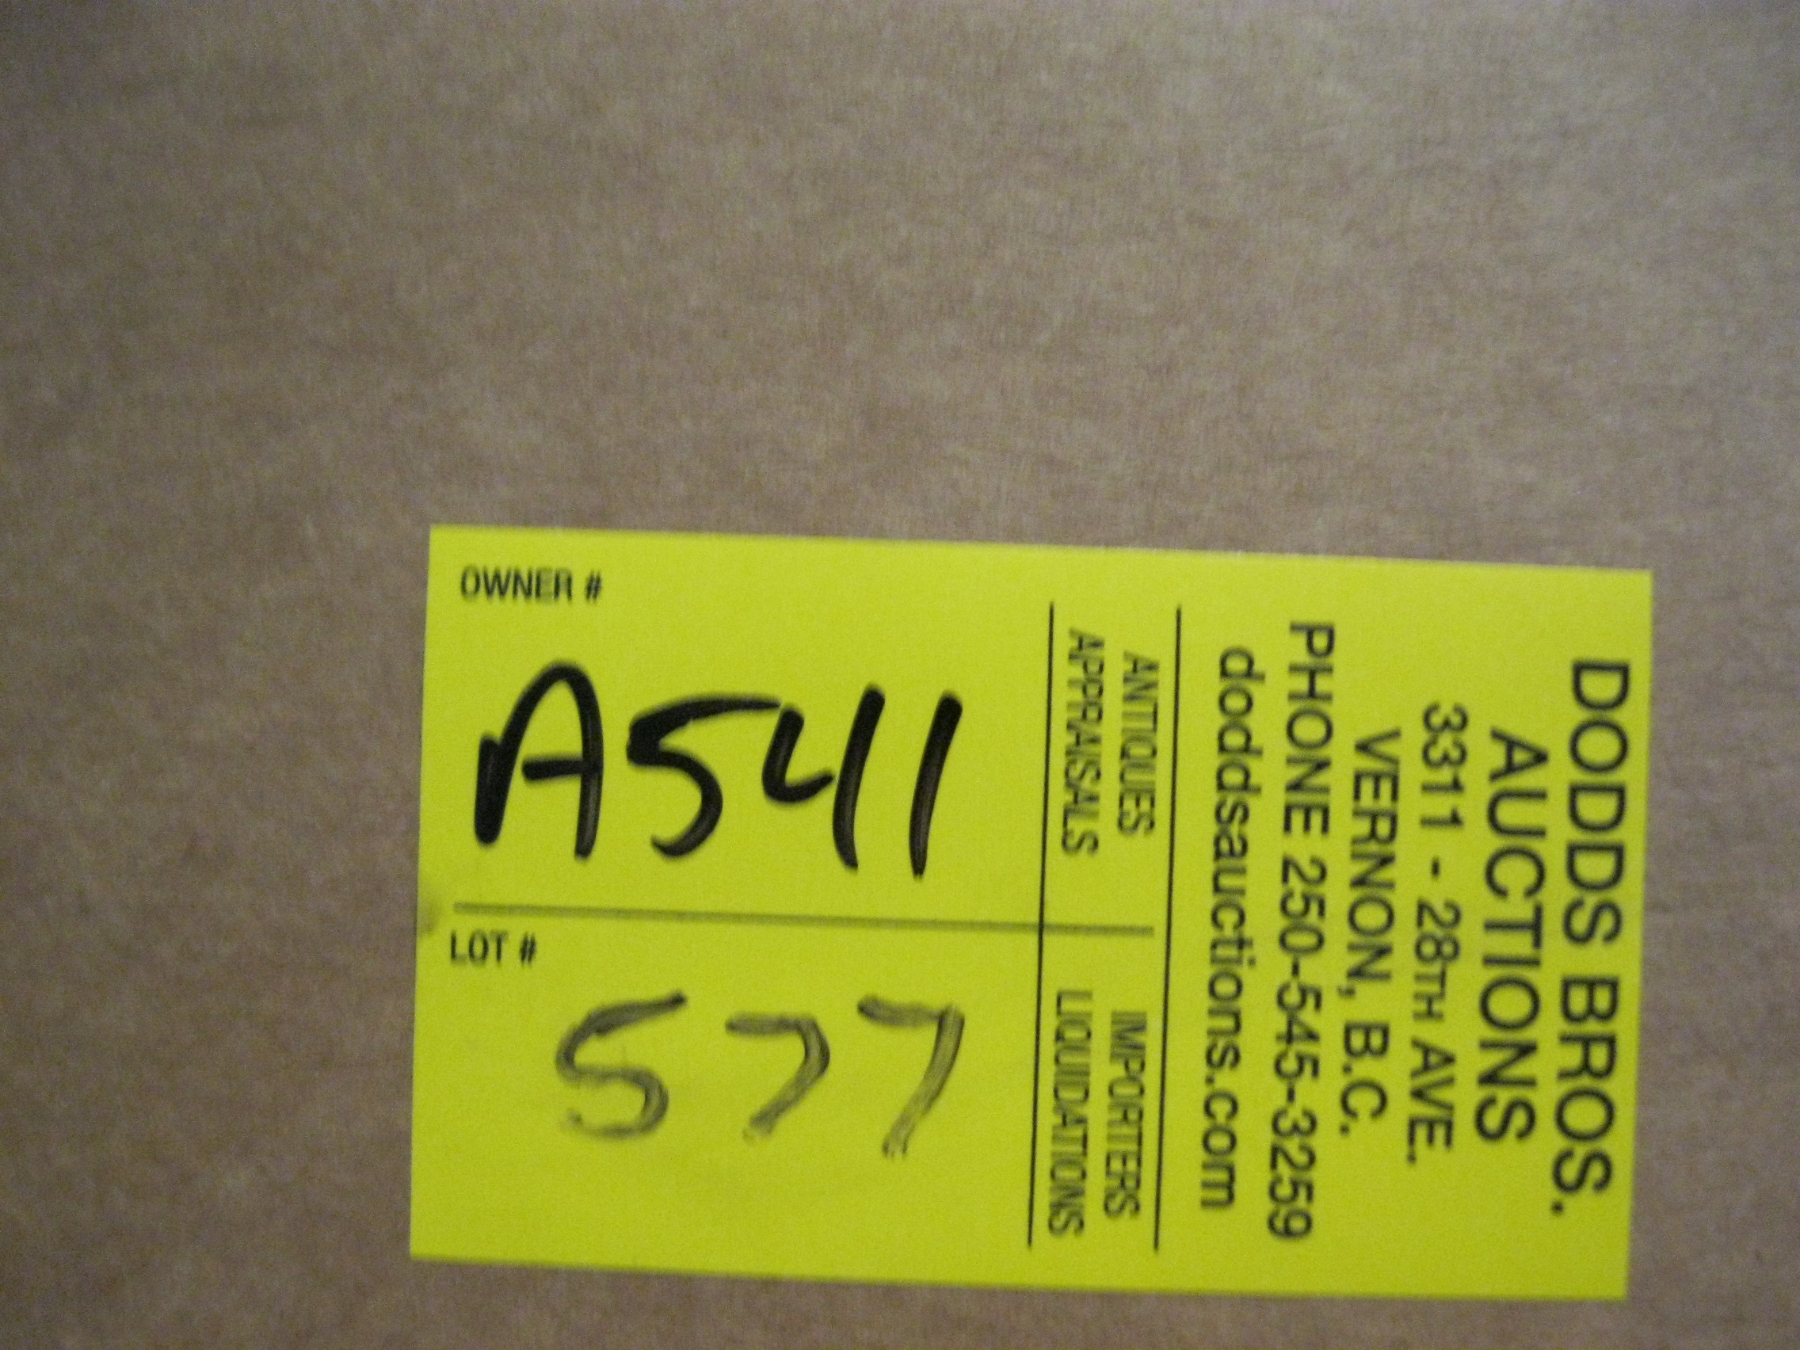 DODDS BROS.
AUCTIONS
3311 - 28TH AVE.
VERNON, B.C.
PHONE 250-545-3259
doddsauctions.com
ANTIQUES
APPRAISALS
IMPORTERS
LIQUIDATIONS
OWNER #
A541
LOT #
577